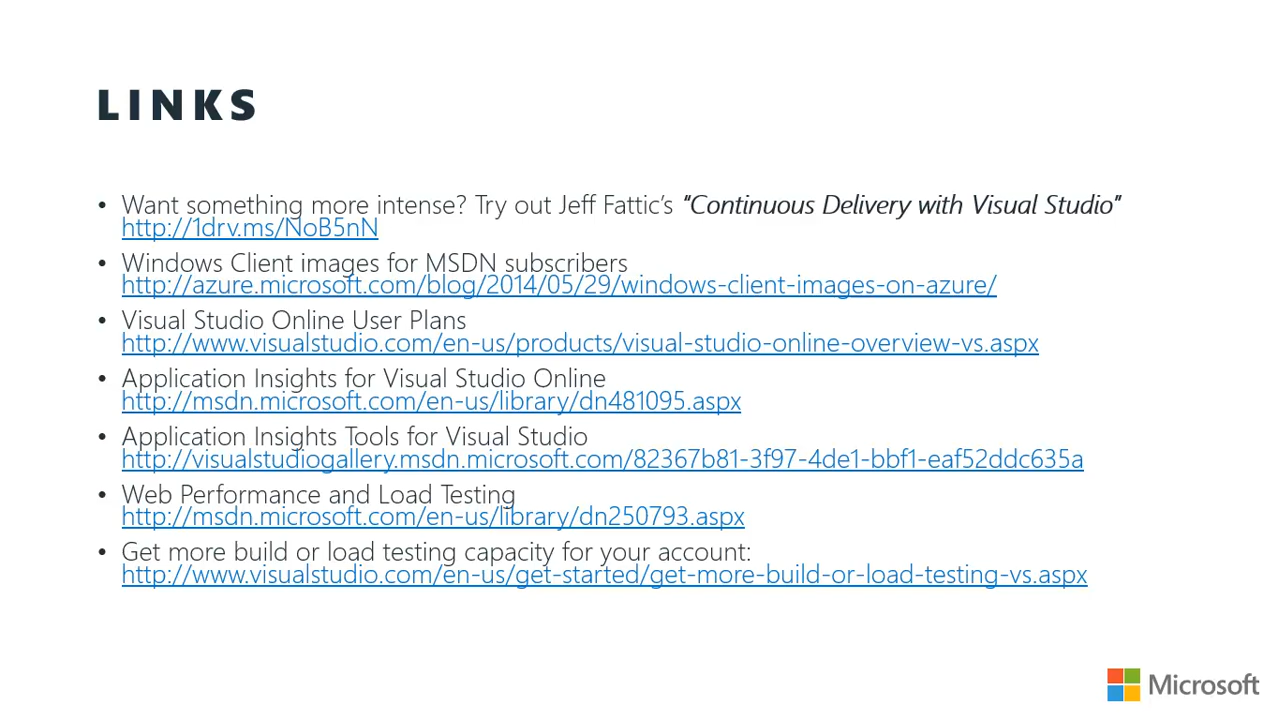 LINKS
• Want something more intense? Try out Jeff Fattic’s "Continuous Delivery with Visual Studio"
http://1drv.ms/NoB5nN
• Windows Client images for MSDN subscribers
http://azure.microsoft.com/blog/2014/05/29/windows-client-images-on-azure/
• Visual Studio Online User Plans
http://www.visualstudio.com/en-us/products/visual-studio-online-overview-vs.aspx
• Application Insights for Visual Studio Online
http://msdn.microsoft.com/en-us/library/dn481095.aspx
• Application Insights Tools for Visual Studio
http://visualstudiogallery.msdn.microsoft.com/82367b81-3f97-4de1-bbf1-eaf52ddc635a
• Web Performance and Load Testing
http://msdn.microsoft.com/en-us/library/dn250793.aspx
• Get more build or load testing capacity for your account:
http://www.visualstudio.com/en-us/get-started/get-more-build-or-load-testing-vs.aspx
Microsoft